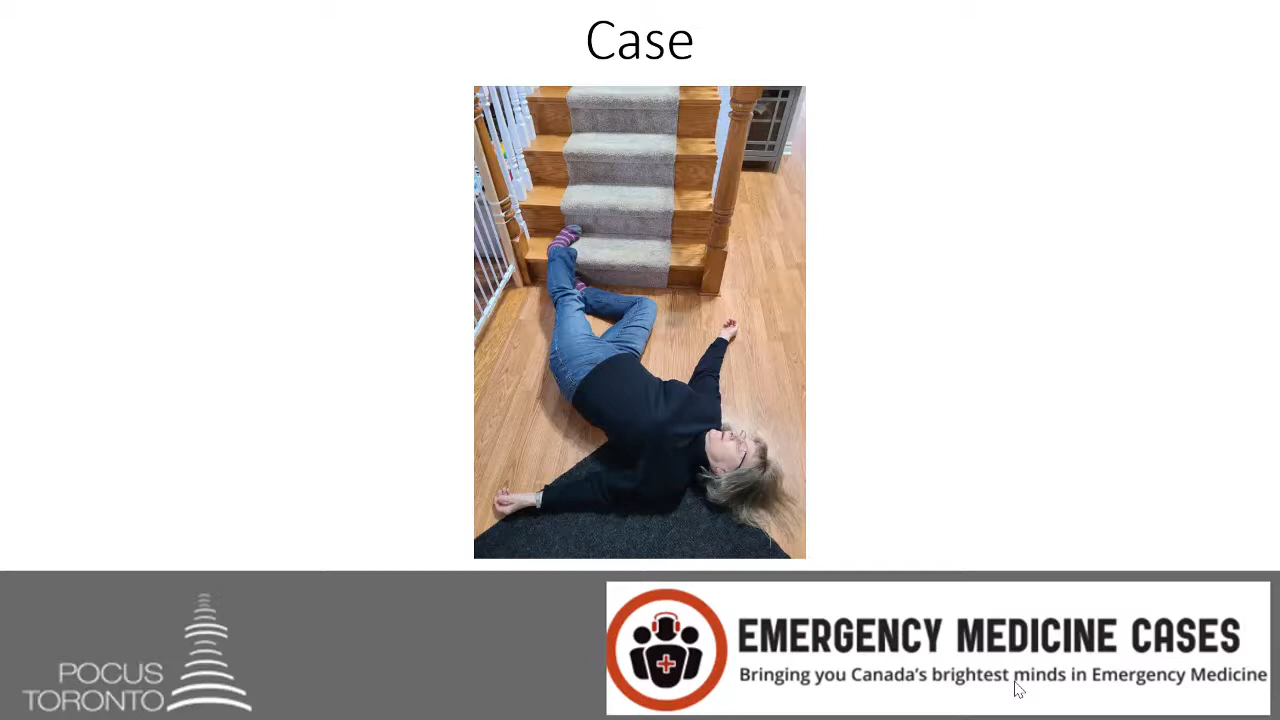 Case
EMERGENCY MEDICINE CASES
Bringing you Canada's brightest minds in Emergency Medicine
POCUS
TORONTO